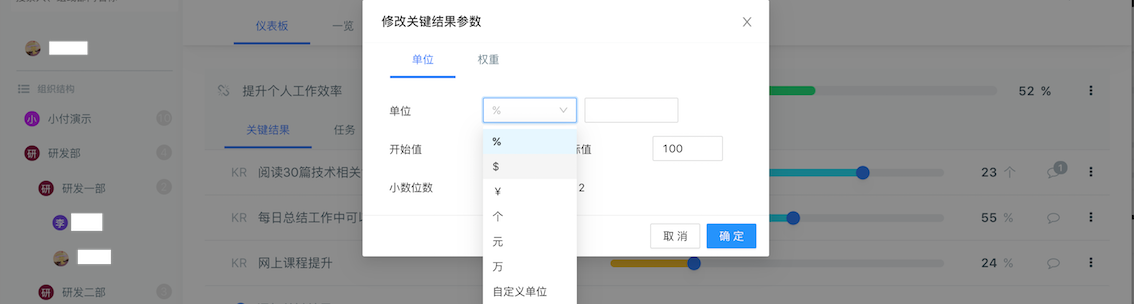 修改关键结果参数
仪表板 一览
单位 权重
组织结构
提升个人工作效率 52 %
单位 %
小 小付演示 10
关键结果 任务
%
开始值 标值 100
研 研发部
$
KR 阅读30篇技术相关 23 个 1
小数位数 2
研 研发一部
¥
个
KR 每日总结工作中可以 55 %
李
取 消 确 定
元
KR 网上课程提升 24 %
万
研 研发二部
自定义单位